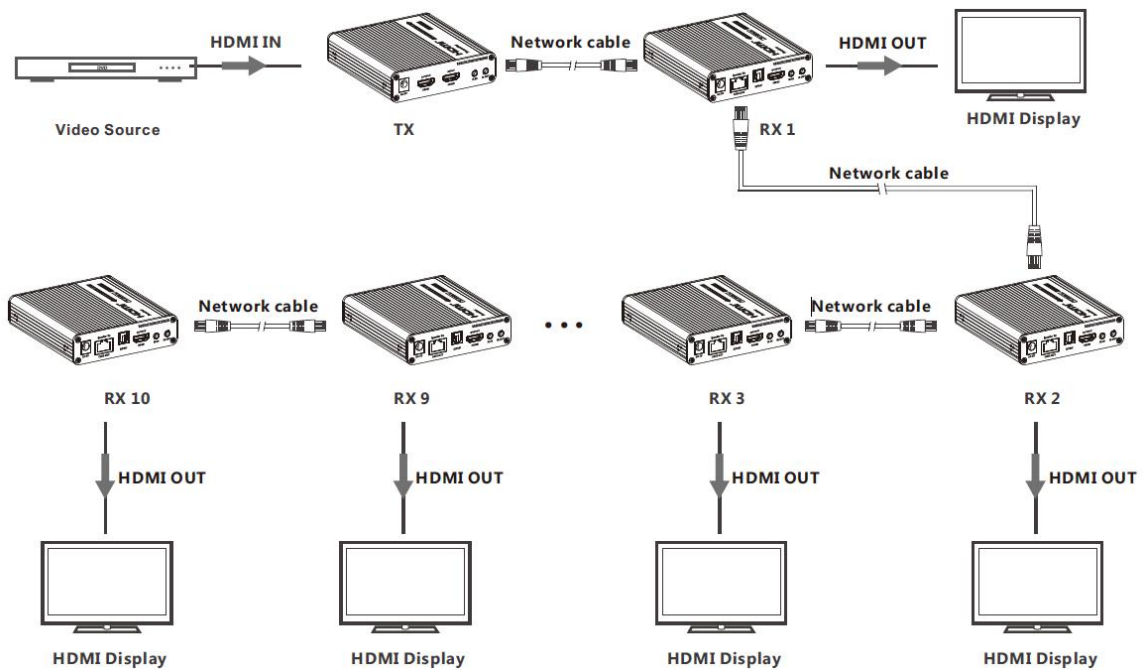 HDMI IN
Network cable
HDMI OUT
DVD
Video Source
TX
RX 1
HDMI Display
Network cable
Network cable
Network cable
RX 10
RX 9
• • •
RX 3
RX 2
HDMI OUT
HDMI OUT
HDMI OUT
HDMI OUT
HDMI Display
HDMI Display
HDMI Display
HDMI Display